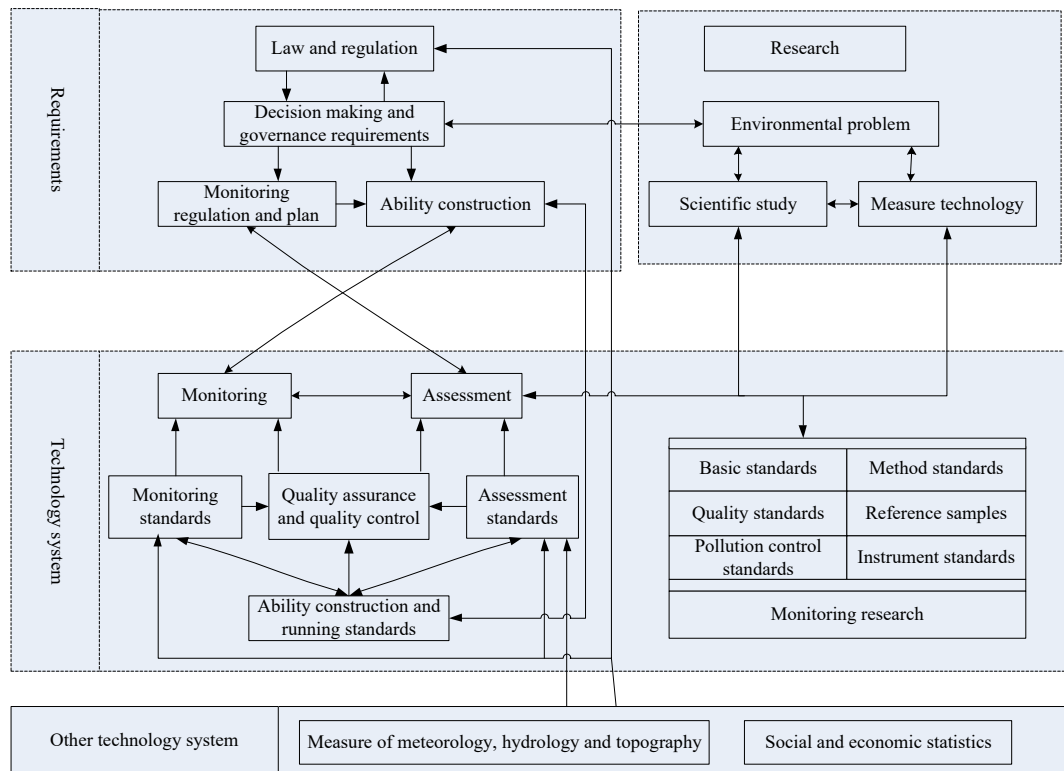 Requirements
Law and regulation
Decision making and
governance requirements
Monitoring
regulation and plan
Ability construction
Research
Environmental problem
Scientific study
Measure technology
Technology system
Monitoring
Assessment
Monitoring
standards
Quality assurance
and quality control
Assessment
standards
Ability construction and
running standards
Basic standards
Method standards
Quality standards
Reference samples
Pollution control
standards
Instrument standards
Monitoring research
Other technology system
Measure of meteorology, hydrology and topography
Social and economic statistics